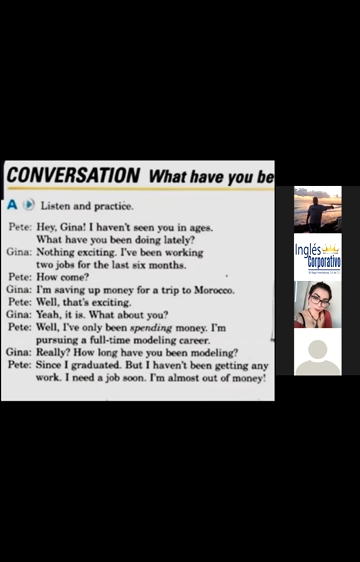 CONVERSATION What have you be
A Listen and practice.
Pete: Hey, Gina! I haven't seen you in ages.
What have you been doing lately?
Gina: Nothing exciting. I've been working
two jobs for the last six months.
Pete: How come?
Gina: I'm saving up money for a trip to Morocco.
Pete: Well, that's exciting.
Gina: Yeah, it is. What about you?
Pete: Well, I've only been spending money. I'm
pursuing a full-time modeling career.
Gina: Really? How long have you been modeling?
Pete: Since I graduated. But I haven't been getting any
work. I need a job soon. I'm almost out of money!
Inglés
Corporativo